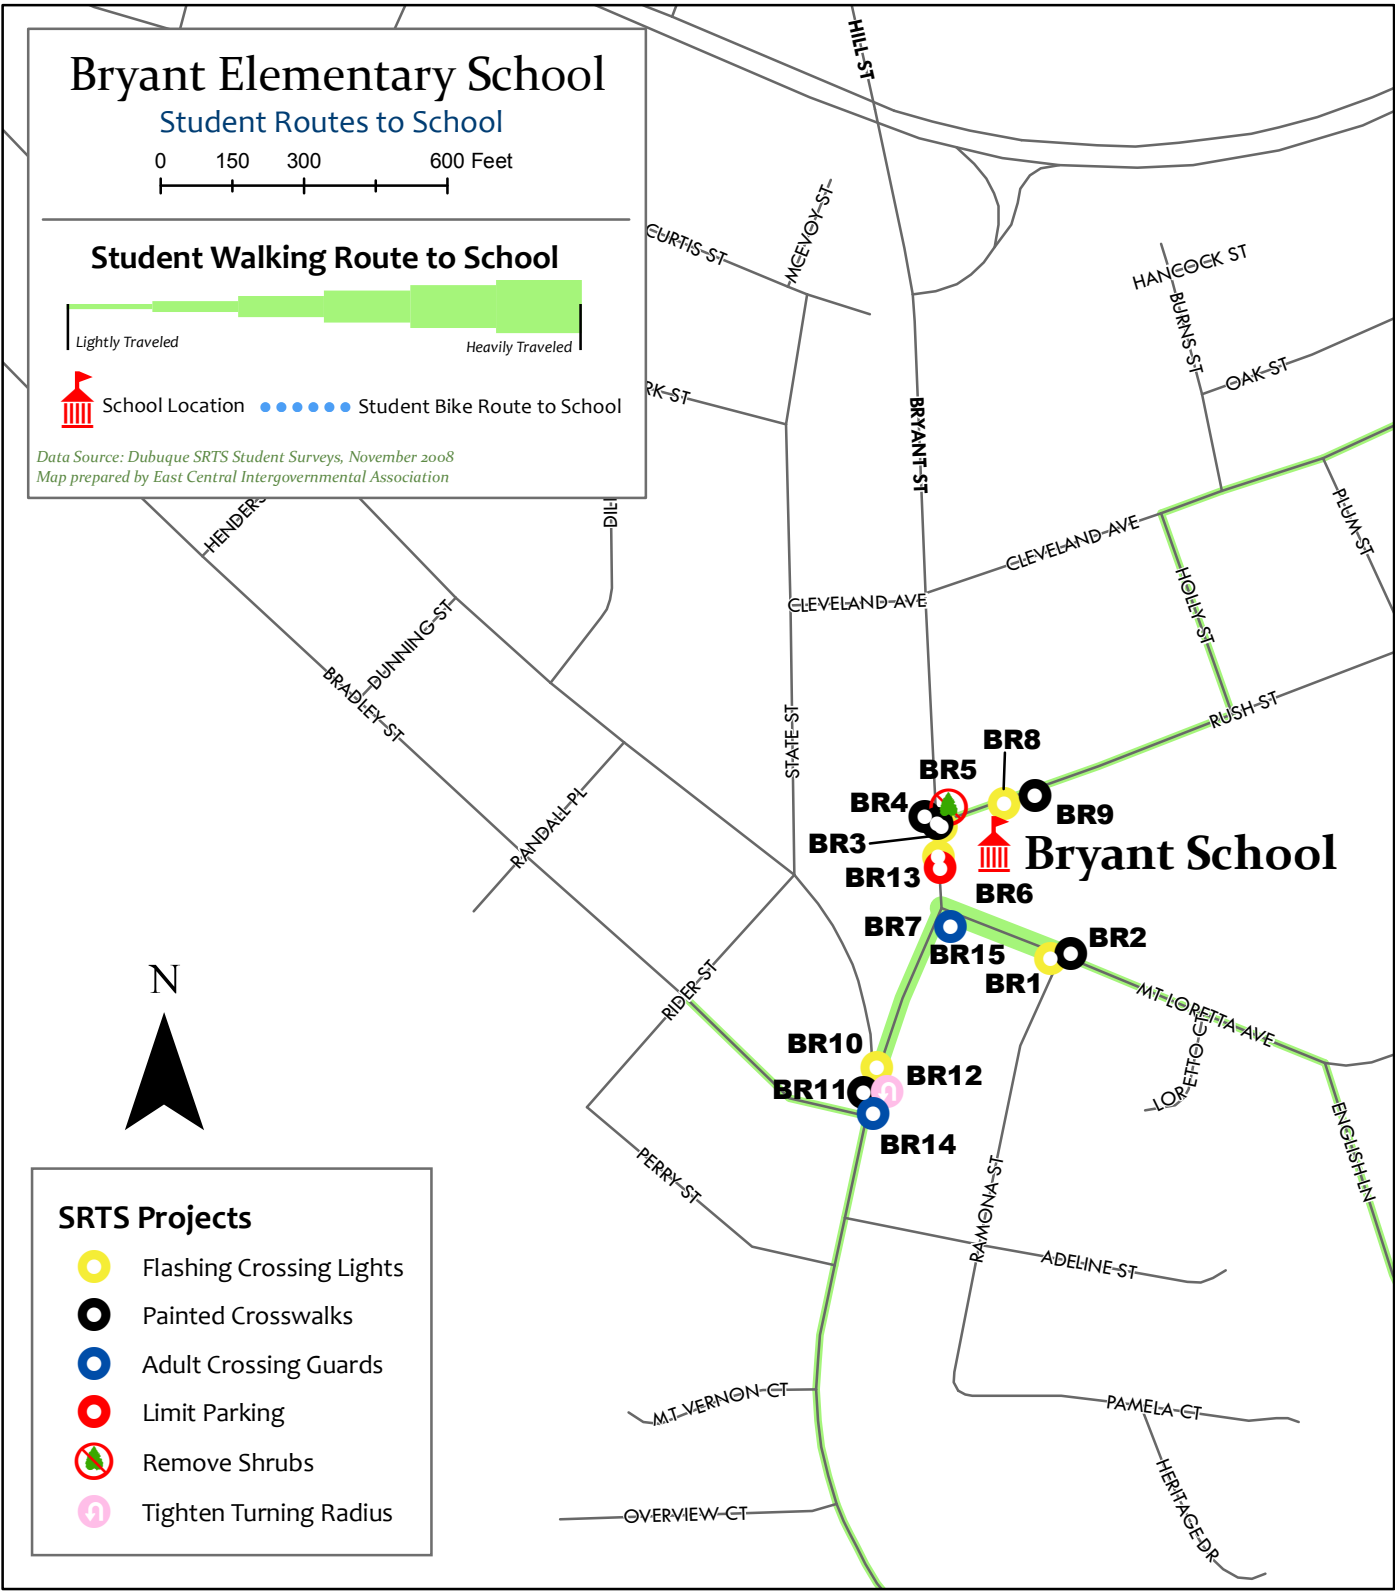 Bryant Elementary School
Student Routes to School
0 150 300 600 Feet
Student Walking Route to School
Lightly Traveled
Heavily Traveled
School Location
Student Bike Route to School
Data Source: Dubuque SRTS Student Surveys, November 2008
Map prepared by East Central Intergovernmental Association
HILL ST
CURTIS ST
MCEVOY ST
HANCOCK ST
BURNS ST
OAK ST
RK ST
BRYANT ST
PLUM ST
HENDERS
DILL
CLEVELAND AVE
CLEVELAND AVE
HOLLY ST
DUNNING ST
BRADLEY ST
STATE ST
RUSH ST
RANDALL PL
BR8
BR5
BR4
BR9
BR3
Bryant School
BR13
BR6
BR7
BR15
BR2
BR1
RIDER ST
MT LORETTA AVE
LORETTO CT
N
BR10
BR12
BR11
BR14
ENGLISH LN
PERRY ST
RAMONA ST
ADELINE ST
MT VERNON CT
PAMELA CT
HERITAGE DR
OVERVIEW CT
SRTS Projects
Flashing Crossing Lights
Painted Crosswalks
Adult Crossing Guards
Limit Parking
Remove Shrubs
Tighten Turning Radius